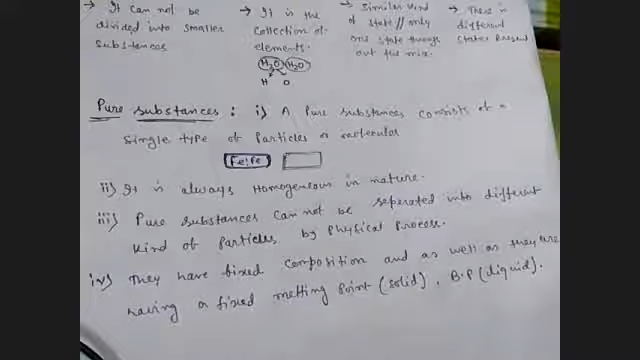 → It can not be divided into smaller substances
→ It is the collection of elements.
H2O H2O
H O
→ Similar kind of state // only one state through out the mix.
→ There is different states present
Pure substances : i) A Pure substances consists of a
single type of Particles or molecular
Fe Fe
ii) It is always Homogeneous in nature.
iii) Pure substances can not be seperated into different
kind of Particles by Physical Process.
iv) They have fixed composition and as well as they are
having a fixed melting Point (solid), B.P (liquid).